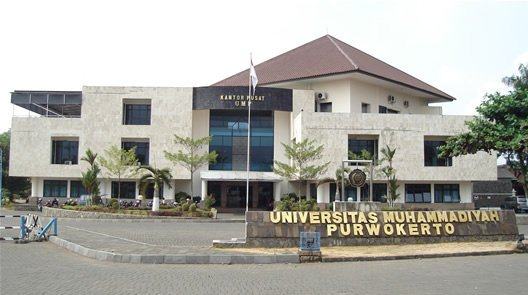 KANTOR PUSAT
UMP
UNIVERSITAS MUHAMMADIYAH
PURWOKERTO
P